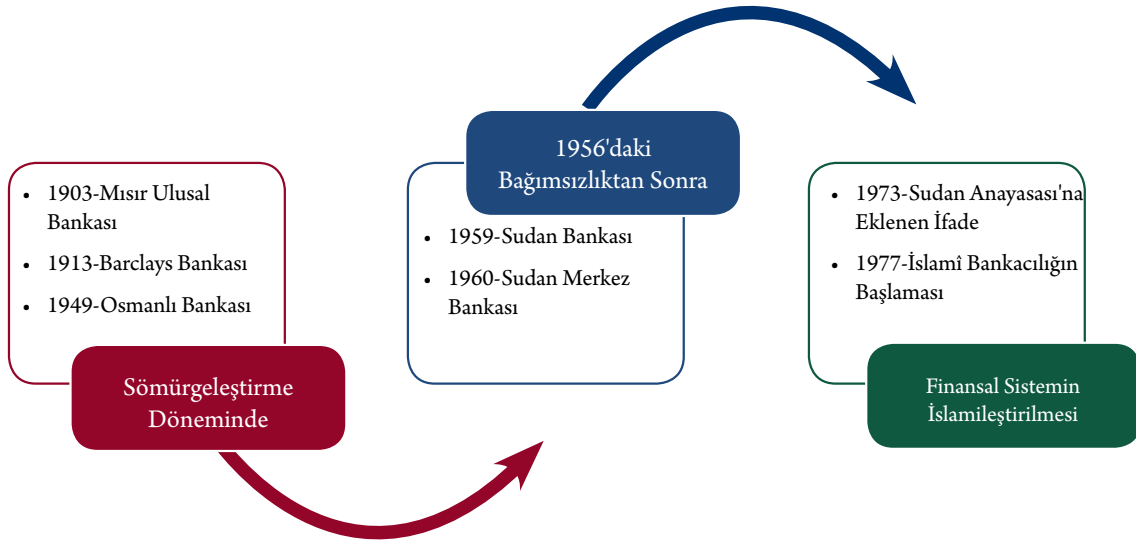 • 1903-Mısır Ulusal
Bankası
• 1913-Barclays Bankası
• 1949-Osmanlı Bankası
Sömürgeleştirme
Döneminde
1956'daki
Bağımsızlıktan Sonra
• 1959-Sudan Bankası
• 1960-Sudan Merkez
Bankası
• 1973-Sudan Anayasası'na
Eklenen İfade
• 1977-İslamî Bankacılığın
Başlaması
Finansal Sistemin
İslamileştirilmesi